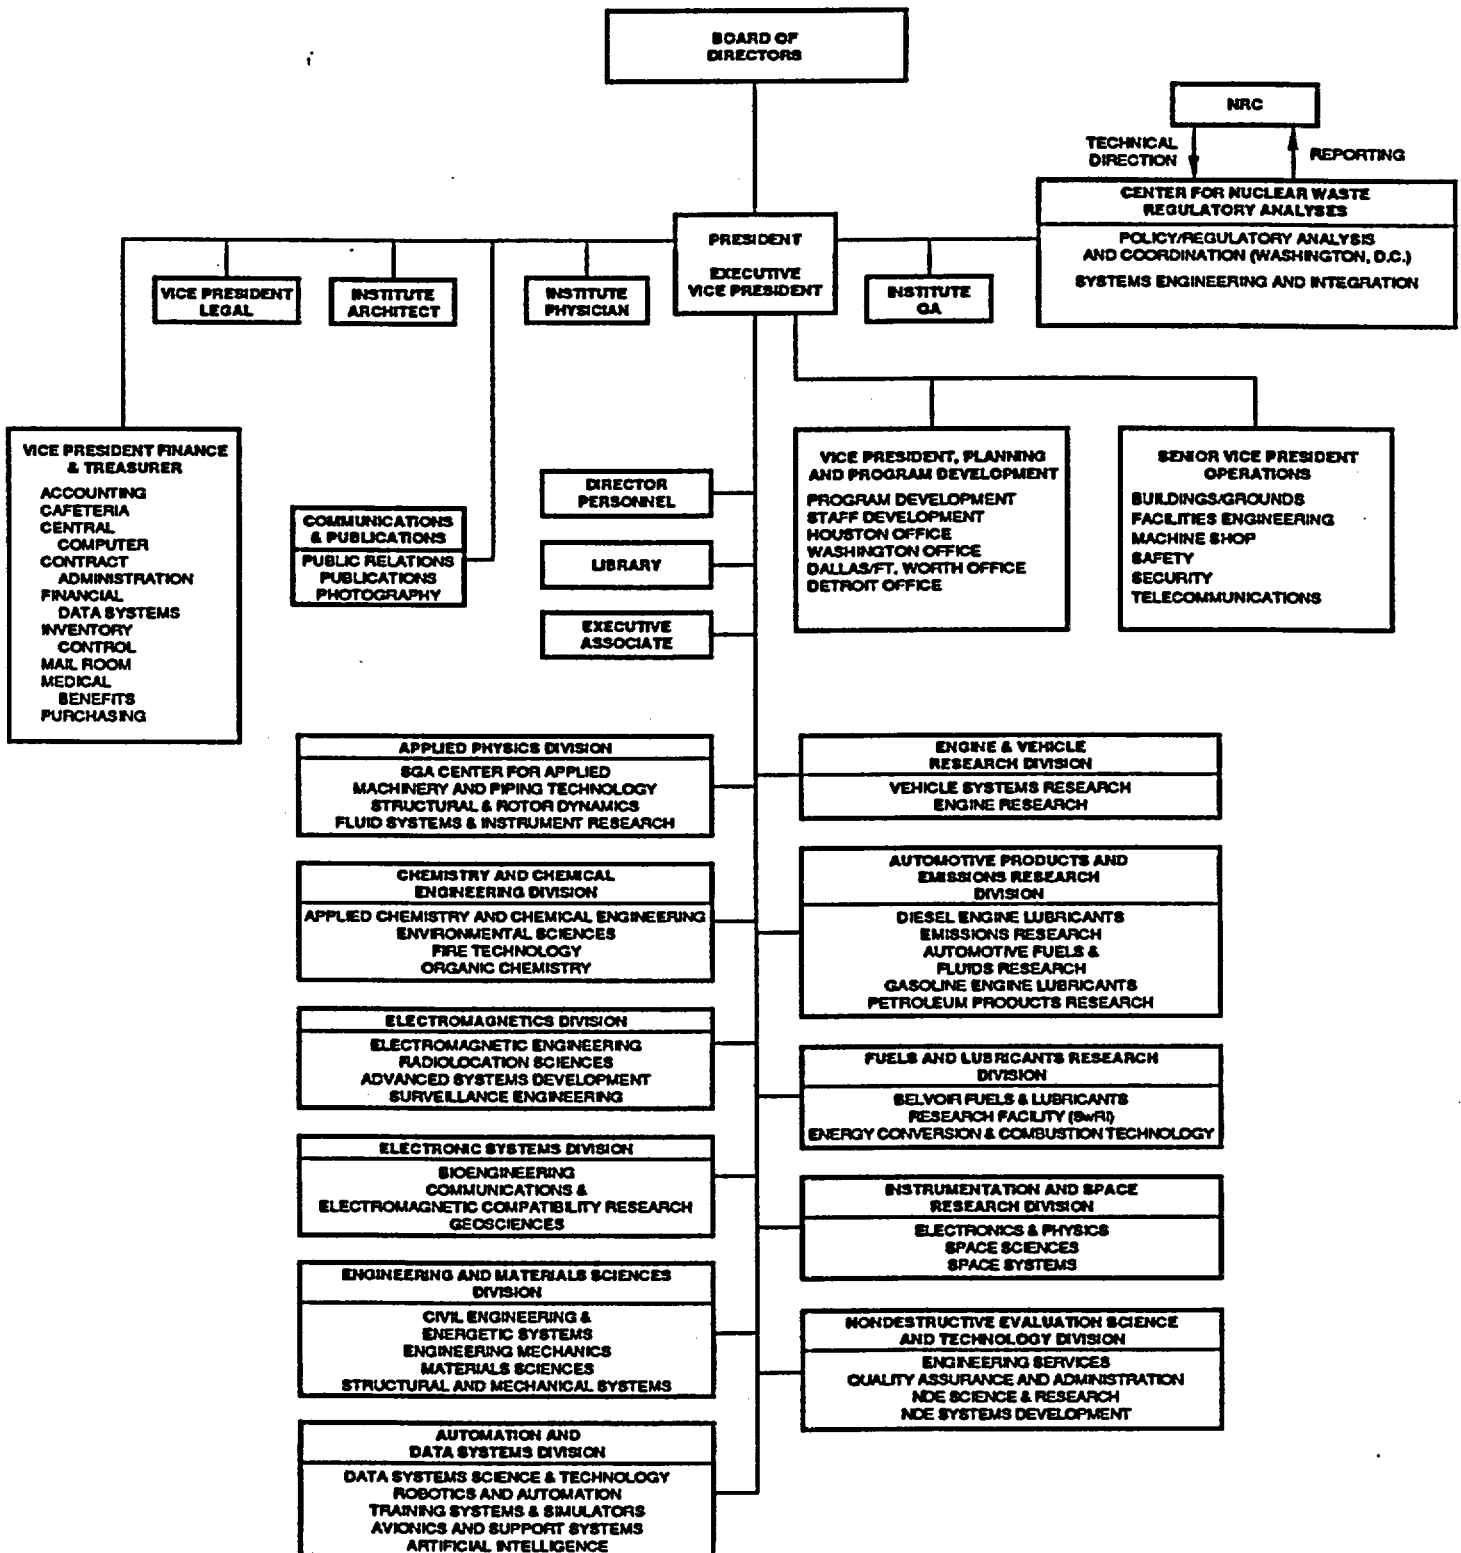 BOARD OF
DIRECTORS
NRC
TECHNICAL
DIRECTION
REPORTING
CENTER FOR NUCLEAR WASTE
REGULATORY ANALYSES
POLICY/REGULATORY ANALYSIS
AND COORDINATION (WASHINGTON, D.C.)
SYSTEMS ENGINEERING AND INTEGRATION
PRESIDENT
EXECUTIVE
VICE PRESIDENT
VICE PRESIDENT
LEGAL
INSTITUTE
ARCHITECT
INSTITUTE
PHYSICIAN
INSTITUTE
QA
VICE PRESIDENT FINANCE
& TREASURER
ACCOUNTING
CAFETERIA
CENTRAL
COMPUTER
CONTRACT
ADMINISTRATION
FINANCIAL
DATA SYSTEMS
INVENTORY
CONTROL
MAIL ROOM
MEDICAL
BENEFITS
PURCHASING
COMMUNICATIONS
& PUBLICATIONS
PUBLIC RELATIONS
PUBLICATIONS
PHOTOGRAPHY
DIRECTOR
PERSONNEL
LIBRARY
EXECUTIVE
ASSOCIATE
VICE PRESIDENT, PLANNING
AND PROGRAM DEVELOPMENT
PROGRAM DEVELOPMENT
STAFF DEVELOPMENT
HOUSTON OFFICE
WASHINGTON OFFICE
DALLAS/FT. WORTH OFFICE
DETROIT OFFICE
SENIOR VICE PRESIDENT
OPERATIONS
BUILDINGS/GROUNDS
FACILITIES ENGINEERING
MACHINE SHOP
SAFETY
SECURITY
TELECOMMUNICATIONS
APPLIED PHYSICS DIVISION
SGA CENTER FOR APPLIED
MACHINERY AND PIPING TECHNOLOGY
STRUCTURAL & ROTOR DYNAMICS
FLUID SYSTEMS & INSTRUMENT RESEARCH
CHEMISTRY AND CHEMICAL
ENGINEERING DIVISION
APPLIED CHEMISTRY AND CHEMICAL ENGINEERING
ENVIRONMENTAL SCIENCES
FIRE TECHNOLOGY
ORGANIC CHEMISTRY
ELECTROMAGNETICS DIVISION
ELECTROMAGNETIC ENGINEERING
RADIOLOCATION SCIENCES
ADVANCED SYSTEMS DEVELOPMENT
SURVEILLANCE ENGINEERING
ELECTRONIC SYSTEMS DIVISION
BIOENGINEERING
COMMUNICATIONS &
ELECTROMAGNETIC COMPATIBILITY RESEARCH
GEOSCIENCES
ENGINEERING AND MATERIALS SCIENCES
DIVISION
CIVIL ENGINEERING &
ENERGETIC SYSTEMS
ENGINEERING MECHANICS
MATERIALS SCIENCES
STRUCTURAL AND MECHANICAL SYSTEMS
AUTOMATION AND
DATA SYSTEMS DIVISION
DATA SYSTEMS SCIENCE & TECHNOLOGY
ROBOTICS AND AUTOMATION
TRAINING SYSTEMS & SIMULATORS
AVIONICS AND SUPPORT SYSTEMS
ARTIFICIAL INTELLIGENCE
ENGINE & VEHICLE
RESEARCH DIVISION
VEHICLE SYSTEMS RESEARCH
ENGINE RESEARCH
AUTOMOTIVE PRODUCTS AND
EMISSIONS RESEARCH
DIVISION
DIESEL ENGINE LUBRICANTS
EMISSIONS RESEARCH
AUTOMOTIVE FUELS &
FLUIDS RESEARCH
GASOLINE ENGINE LUBRICANTS
PETROLEUM PRODUCTS RESEARCH
FUELS AND LUBRICANTS RESEARCH
DIVISION
BELVOIR FUELS & LUBRICANTS
RESEARCH FACILITY (SwRI)
ENERGY CONVERSION & COMBUSTION TECHNOLOGY
INSTRUMENTATION AND SPACE
RESEARCH DIVISION
ELECTRONICS & PHYSICS
SPACE SCIENCES
SPACE SYSTEMS
NONDESTRUCTIVE EVALUATION SCIENCE
AND TECHNOLOGY DIVISION
ENGINEERING SERVICES
QUALITY ASSURANCE AND ADMINISTRATION
NDE SCIENCE & RESEARCH
NDE SYSTEMS DEVELOPMENT